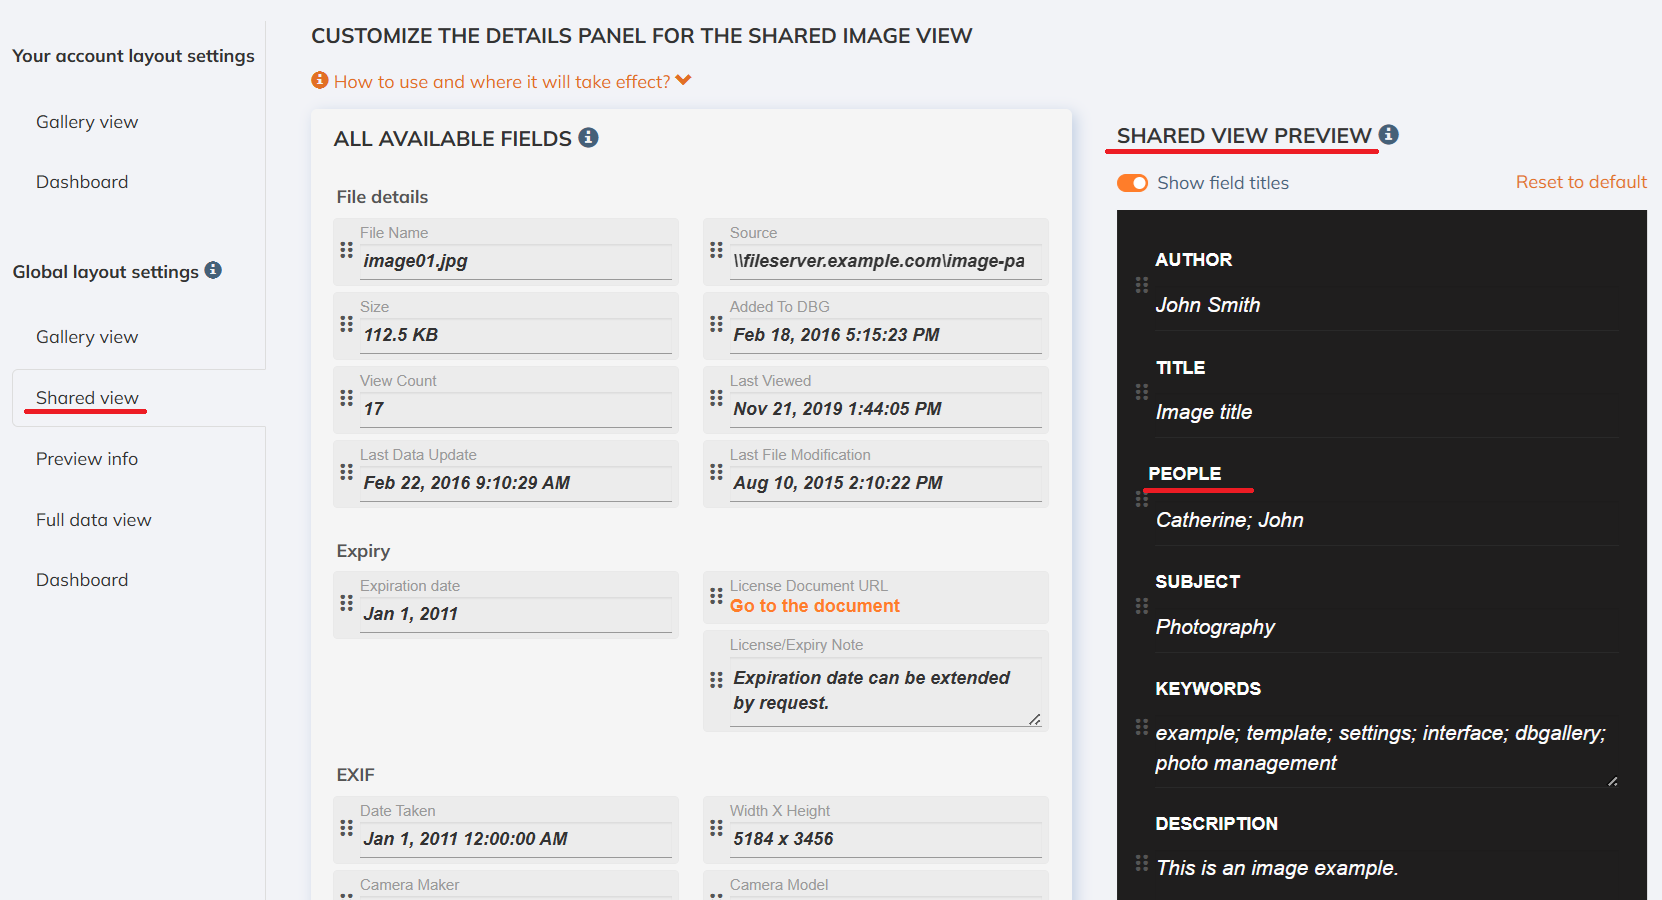 Your account layout settings
Gallery view
Dashboard
Global layout settings
Gallery view
Shared view
Preview info
Full data view
Dashboard
CUSTOMIZE THE DETAILS PANEL FOR THE SHARED IMAGE VIEW
How to use and where it will take effect?
ALL AVAILABLE FIELDS
File details
File Name
image01.jpg
Source
\\fileserver.example.com\image-pa
Size
112.5 KB
Added To DBG
Feb 18, 2016 5:15:23 PM
View Count
17
Last Viewed
Nov 21, 2019 1:44:05 PM
Last Data Update
Feb 22, 2016 9:10:29 AM
Last File Modification
Aug 10, 2015 2:10:22 PM
Expiry
Expiration date
Jan 1, 2011
License Document URL
Go to the document
License/Expiry Note
Expiration date can be extended
by request.
EXIF
Date Taken
Jan 1, 2011 12:00:00 AM
Width X Height
5184 x 3456
Camera Maker
Camera Model
SHARED VIEW PREVIEW
Show field titles
Reset to default
AUTHOR
John Smith
TITLE
Image title
PEOPLE
Catherine; John
SUBJECT
Photography
KEYWORDS
example; template; settings; interface; dbgallery;
photo management
DESCRIPTION
This is an image example.